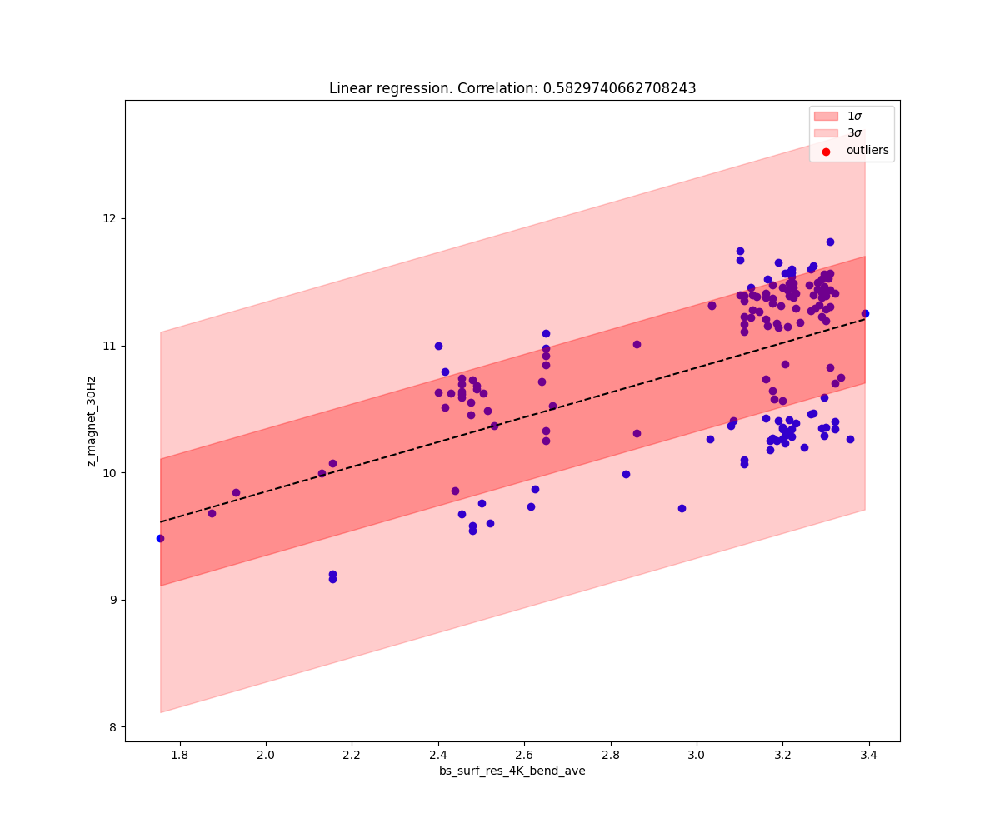 Linear regression. Correlation: 0.5829740662708243
1σ
3σ
outliers
12
11
10
9
8
z_magnet_30Hz
1.8 2.0 2.2 2.4 2.6 2.8 3.0 3.2 3.4
bs_surf_res_4K_bend_ave